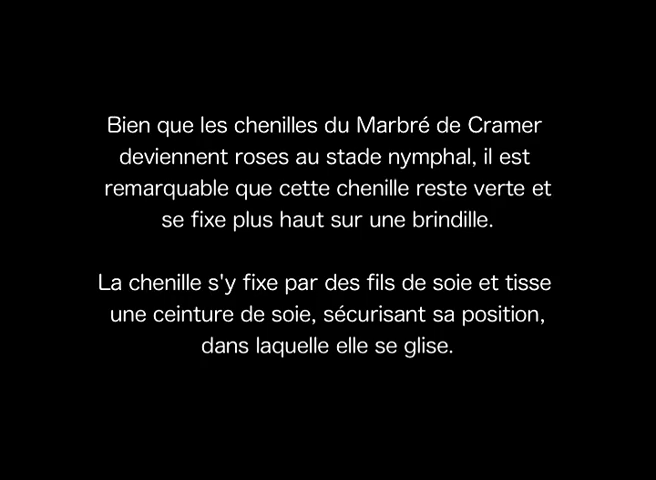 Bien que les chenilles du Marbré de Cramer
deviennent roses au stade nymphal, il est
remarquable que cette chenille reste verte et
se fixe plus haut sur une brindille.
La chenille s'y fixe par des fils de soie et tisse
une ceinture de soie, sécurisant sa position,
dans laquelle elle se glise.